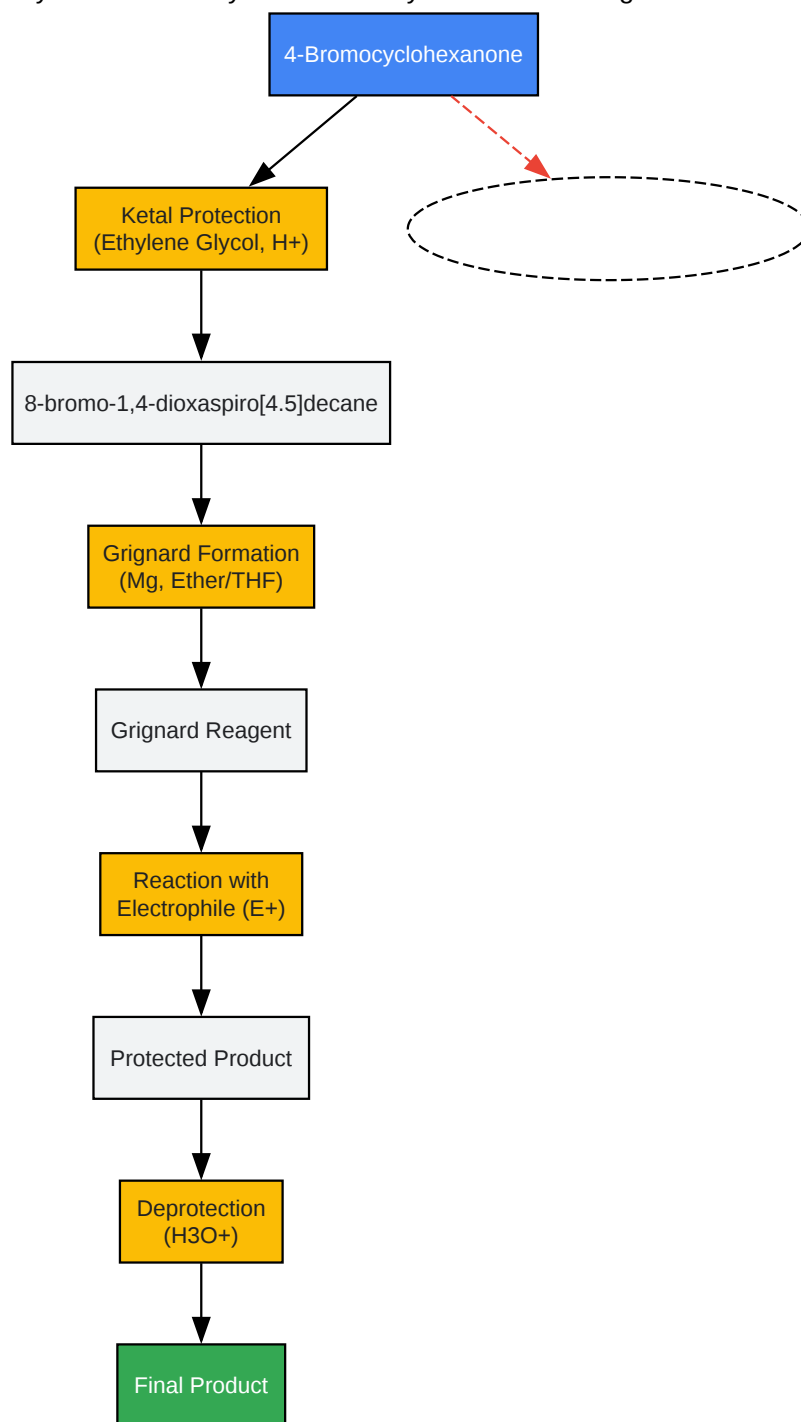 4-Bromocyclohexanone
Ketal Protection
(Ethylene Glycol, H+)
8-bromo-1,4-dioxaspiro[4.5]decane
Grignard Formation
(Mg, Ether/THF)
Grignard Reagent
Reaction with
Electrophile (E+)
Protected Product
Deprotection
(H3O+)
Final Product